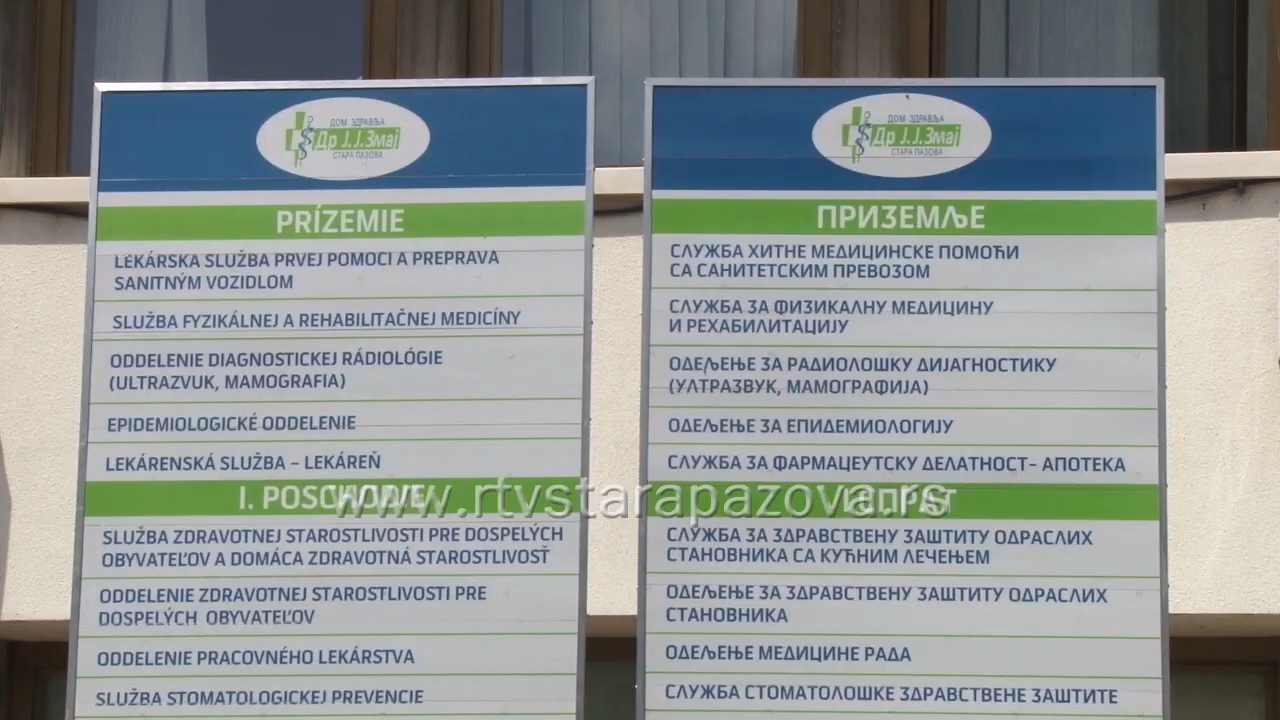 ДОМ ЗДРАВЉА
Др Ј.Ј.Змај
СТАРА ПАЗОВА
PRÍZEMIE
LEKÁRSKA SLUŽBA PRVEJ POMOCI A PREPRAVA
SANITNÝM VOZIDLOM
SLUŽBA FYZIKÁLNEJ A REHABILITAČNEJ MEDICÍNY
ODDELENIE DIAGNOSTICKEJ RÁDIOLÓGIE
(ULTRAZVUK, MAMOGRAFIA)
EPIDEMIOLOGICKÉ ODDELENIE
LEKÁRENSKÁ SLUŽBA – LEKÁREŇ
I. POSCHODIE
SLUŽBA ZDRAVOTNEJ STAROSTLIVOSTI PRE DOSPELÝCH
OBYVATEĽOV A DOMÁCA ZDRAVOTNÁ STAROSTLIVOSŤ
ODDELENIE ZDRAVOTNEJ STAROSTLIVOSTI PRE
DOSPELÝCH OBYVATEĽOV
ODDELENIE PRACOVNÉHO LEKÁRSTVA
SLUŽBA STOMATOLOGICKEJ PREVENCIE
ДОМ ЗДРАВЉА
Др Ј.Ј.Змај
СТАРА ПАЗОВА
ПРИЗЕМЉЕ
СЛУЖБА ХИТНЕ МЕДИЦИНСКЕ ПОМОЋИ
СА САНИТЕТСКИМ ПРЕВОЗОМ
СЛУЖБА ЗА ФИЗИКАЛНУ МЕДИЦИНУ
И РЕХАБИЛИТАЦИЈУ
ОДЕЉЕЊЕ ЗА РАДИОЛОШКУ ДИЈАГНОСТИКУ
(УЛТРАЗВУК, МАМОГРАФИЈА)
ОДЕЉЕЊЕ ЗА ЕПИДЕМИОЛОГИЈУ
СЛУЖБА ЗА ФАРМАЦЕУТСКУ ДЕЛАТНОСТ- АПОТЕКА
I СПРАТ
СЛУЖБА ЗА ЗДРАВСТВЕНУ ЗАШТИТУ ОДРАСЛИХ
СТАНОВНИКА СА КУЋНИМ ЛЕЧЕЊЕМ
ОДЕЉЕЊЕ ЗА ЗДРАВСТВЕНУ ЗАШТИТУ ОДРАСЛИХ
СТАНОВНИКА
ОДЕЉЕЊЕ МЕДИЦИНЕ РАДА
СЛУЖБА СТОМАТОЛОШКЕ ЗДРАВСТВЕНЕ ЗАШТИТЕ
www.rtvstarapazova.rs